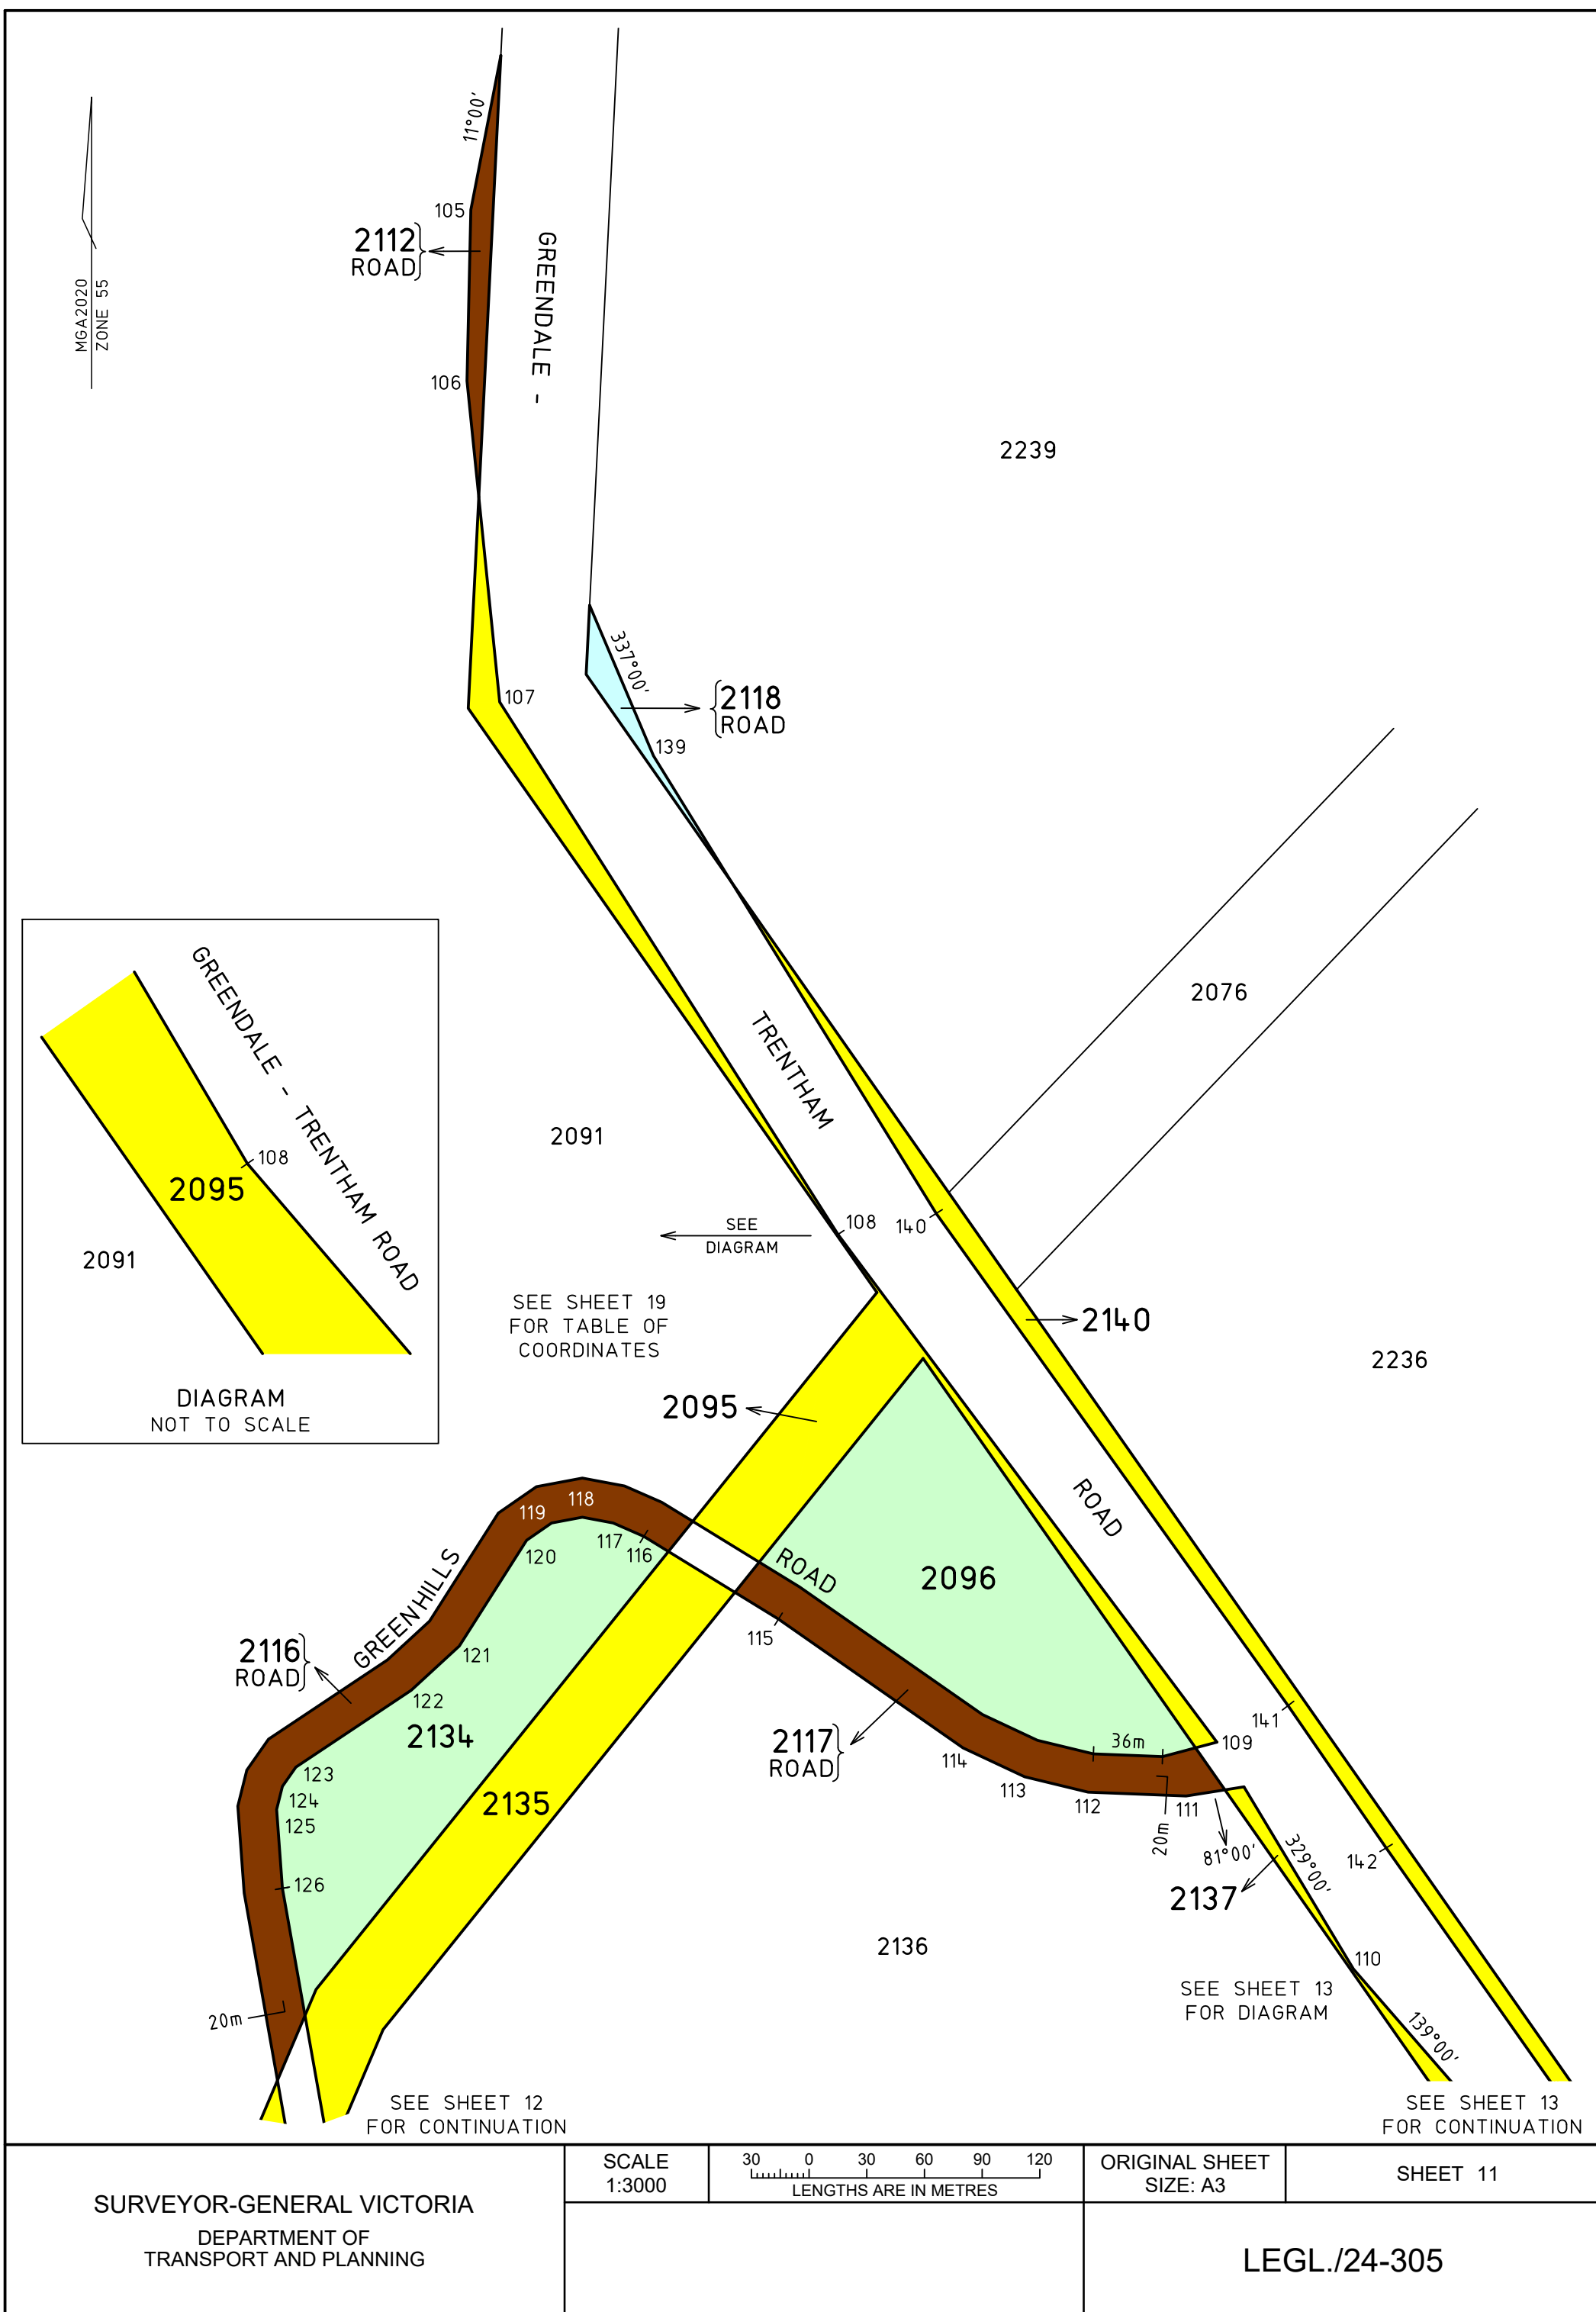 11°00'
105
2112
ROAD
GREENDALE -
MGA2020
ZONE 55
106
2239
337°00'
107
2118
ROAD
139
2076
TRENTHAM
2091
108
140
SEE
DIAGRAM
GREENDALE - TRENTHAM ROAD
108
2095
2091
DIAGRAM
NOT TO SCALE
SEE SHEET 19
FOR TABLE OF
COORDINATES
2140
2236
2095
ROAD
119
118
117
116
120
GREENHILLS
ROAD
2096
115
2116
ROAD
121
122
2134
2117
ROAD
36m
141
109
114
113
112
111
20m
81°00'
123
124
125
2135
329°00'
142
2137
126
2136
110
SEE SHEET 13
FOR DIAGRAM
20m
139°00'
SEE SHEET 12
FOR CONTINUATION
SEE SHEET 13
FOR CONTINUATION
SURVEYOR-GENERAL VICTORIA
DEPARTMENT OF
TRANSPORT AND PLANNING
SCALE
1:3000
30 0 30 60 90 120
LENGTHS ARE IN METRES
ORIGINAL SHEET
SIZE: A3
SHEET 11
LEGL./24-305